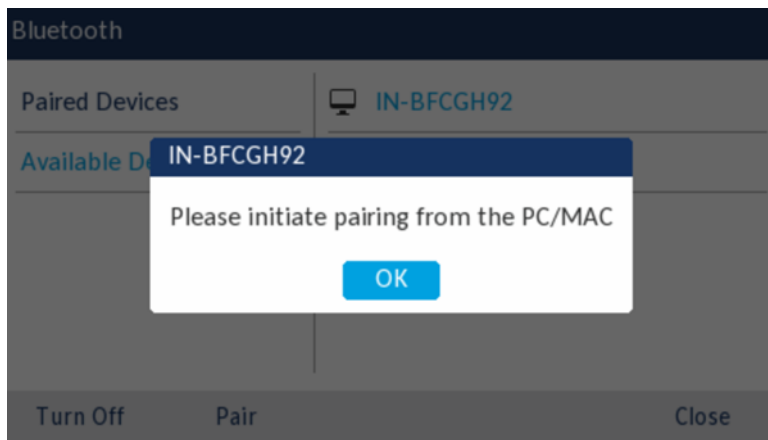 Bluetooth
Paired Devices
IN-BFCGH92
Available De
IN-BFCGH92
Please initiate pairing from the PC/MAC
OK
Turn Off Pair Close